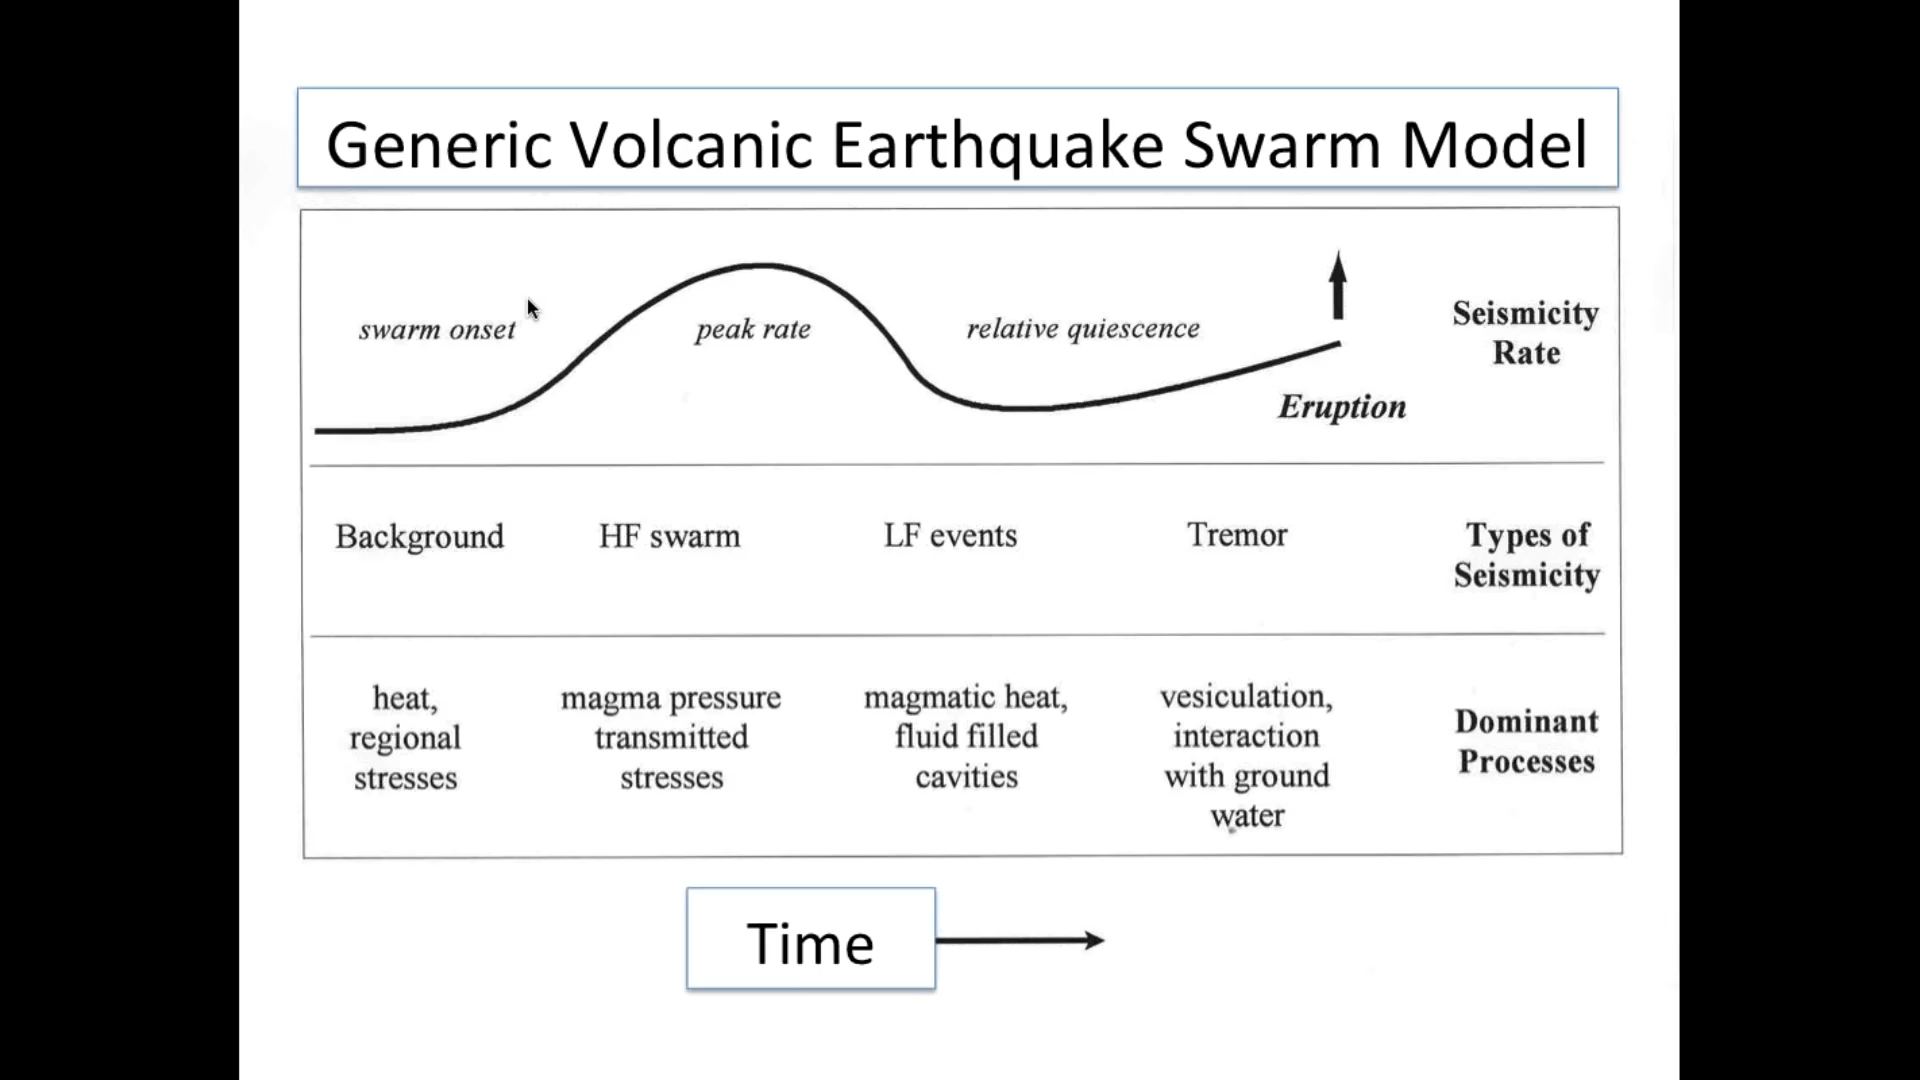 Generic Volcanic Earthquake Swarm Model
swarm onset
peak rate
relative quiescence
Eruption
Seismicity
Rate
Background
HF swarm
LF events
Tremor
Types of
Seismicity
heat,
regional
stresses
magma pressure
transmitted
stresses
magmatic heat,
fluid filled
cavities
vesiculation,
interaction
with ground
water
Dominant
Processes
Time